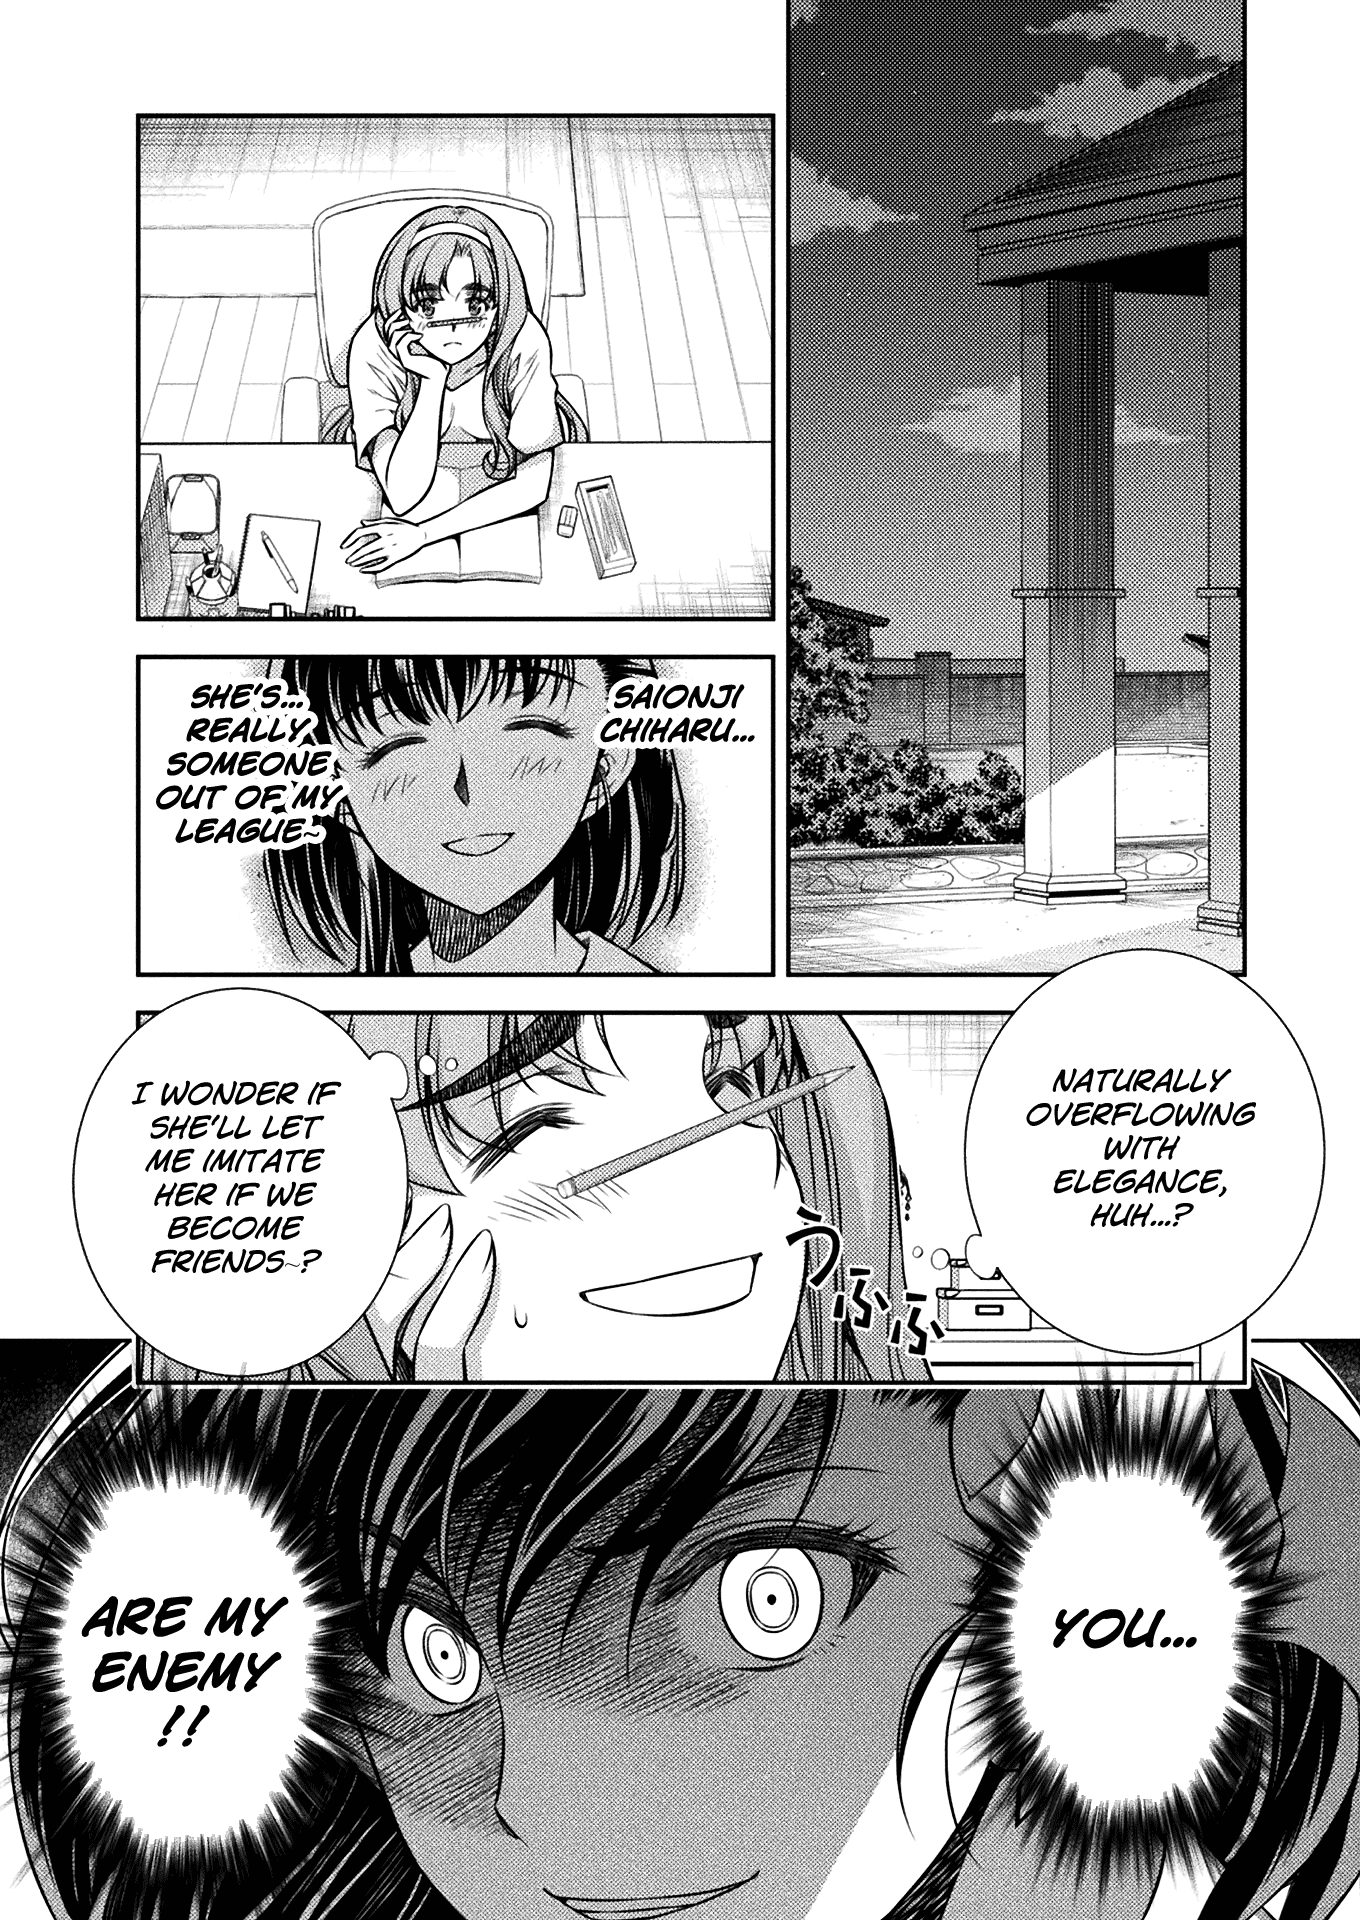 SAIONJI
CHIHARU...
SHE'S...
REALLY
SOMEONE
OUT OF MY
LEAGUE~
NATURALLY
OVERFLOWING
WITH
ELEGANCE,
HUH...?
うふふふ
I WONDER IF
SHE'LL LET
ME IMITATE
HER IF WE
BECOME
FRIENDS~?
YOU...
ARE MY
ENEMY
!!